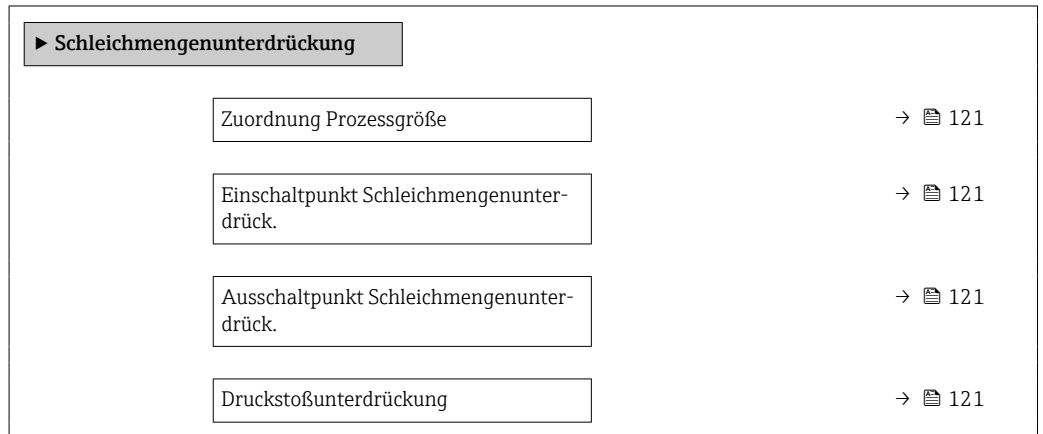 ▶ Schleichmengenunterdrückung
Zuordnung Prozessgröße → 121
Einschaltpunkt Schleichmengenunter-
drück. → 121
Ausschaltpunkt Schleichmengenunter-
drück. → 121
Druckstoßunterdrückung → 121